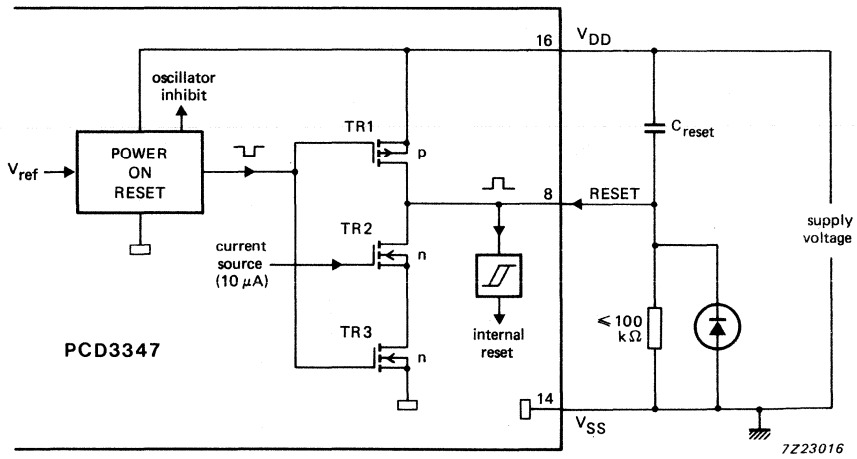 16
V_DD
oscillator
inhibit
C_reset
TR1
p
POWER
ON
RESET
V_ref
8
RESET
supply
voltage
TR2
n
current
source
(10 μA)
internal
reset
≤ 100
kΩ
TR3
n
PCD3347
14
V_SS
7Z23016